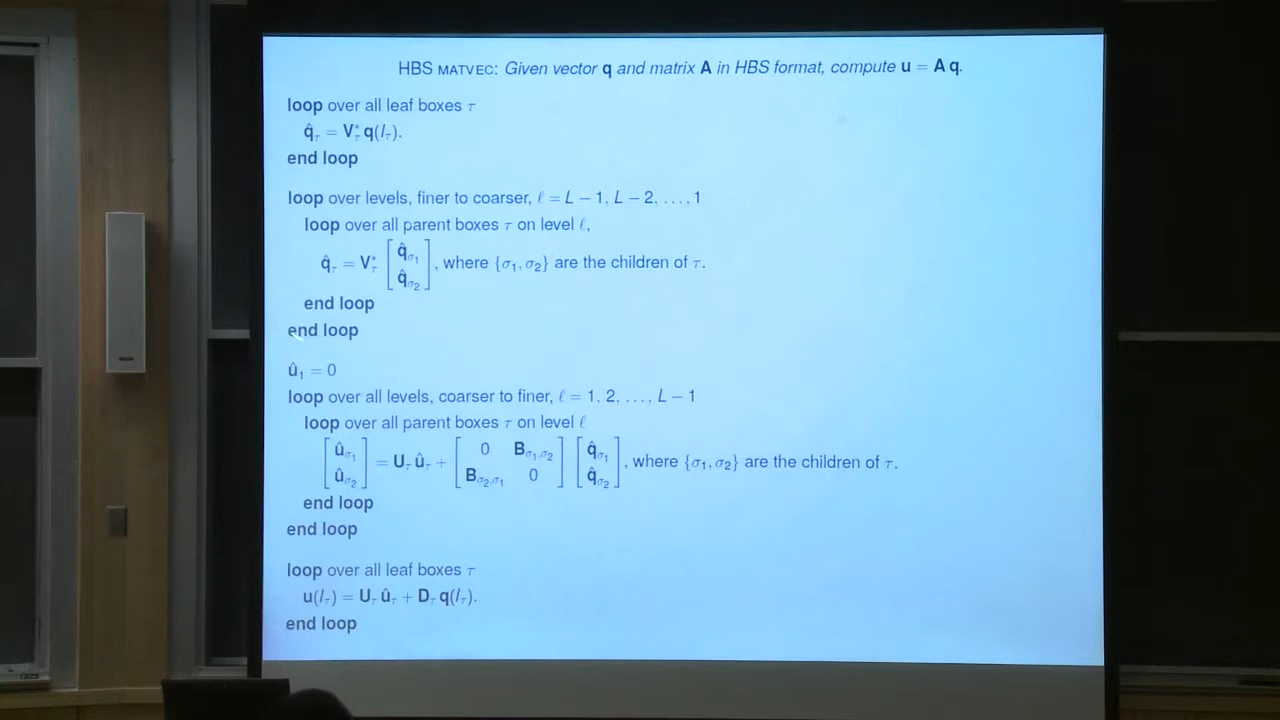 HBS MATVEC: Given vector q and matrix A in HBS format, compute u = A q.
loop over all leaf boxes τ
q̂_τ = V*_τ q(I_τ).
end loop
loop over levels, finer to coarser, ℓ = L − 1, L − 2, …, 1
loop over all parent boxes τ on level ℓ,
q̂_τ = V*_τ [ q̂_σ₁ ; q̂_σ₂ ], where {σ₁, σ₂} are the children of τ.
end loop
end loop
û₁ = 0
loop over all levels, coarser to finer, ℓ = 1, 2, …, L − 1
loop over all parent boxes τ on level ℓ
[ û_σ₁ ; û_σ₂ ] = U_τ û_τ + [ 0 B_σ₁,σ₂ ; B_σ₂,σ₁ 0 ] [ q̂_σ₁ ; q̂_σ₂ ], where {σ₁, σ₂} are the children of τ.
end loop
end loop
loop over all leaf boxes τ
u(I_τ) = U_τ û_τ + D_τ q(I_τ).
end loop